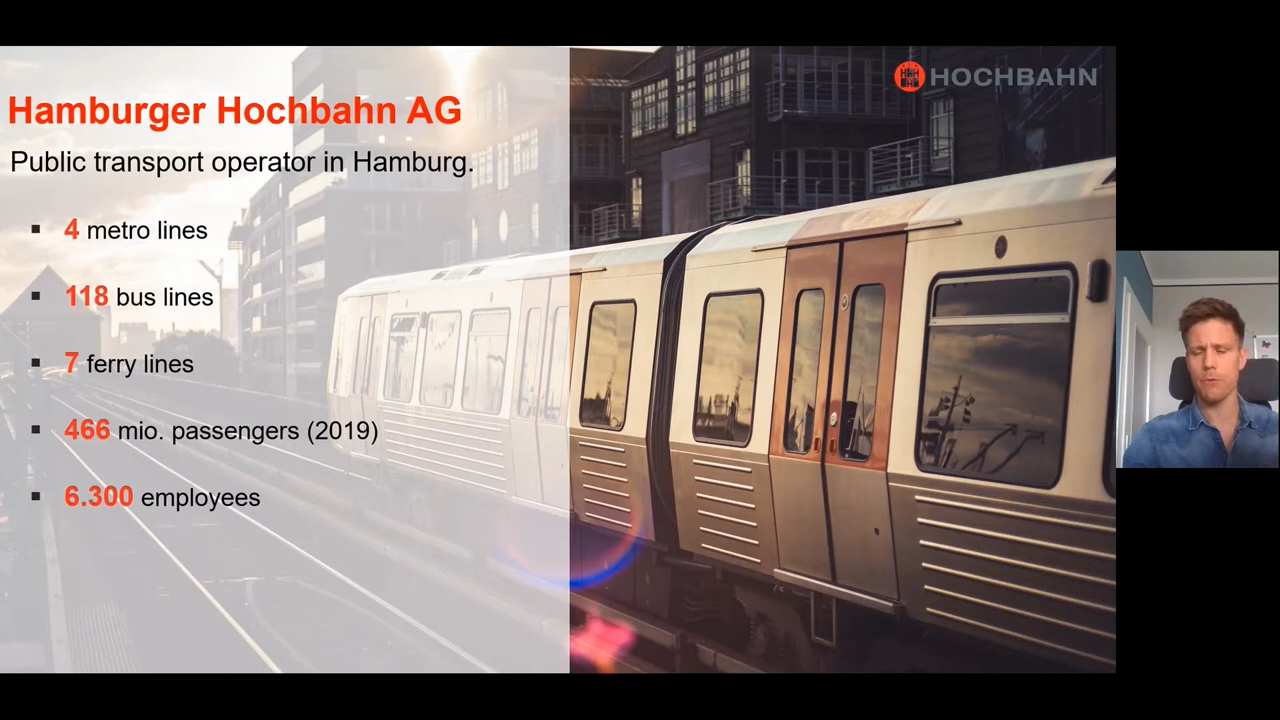 HOCHBAHN
Hamburger Hochbahn AG
Public transport operator in Hamburg.
▪ 4 metro lines
▪ 118 bus lines
▪ 7 ferry lines
▪ 466 mio. passengers (2019)
▪ 6.300 employees